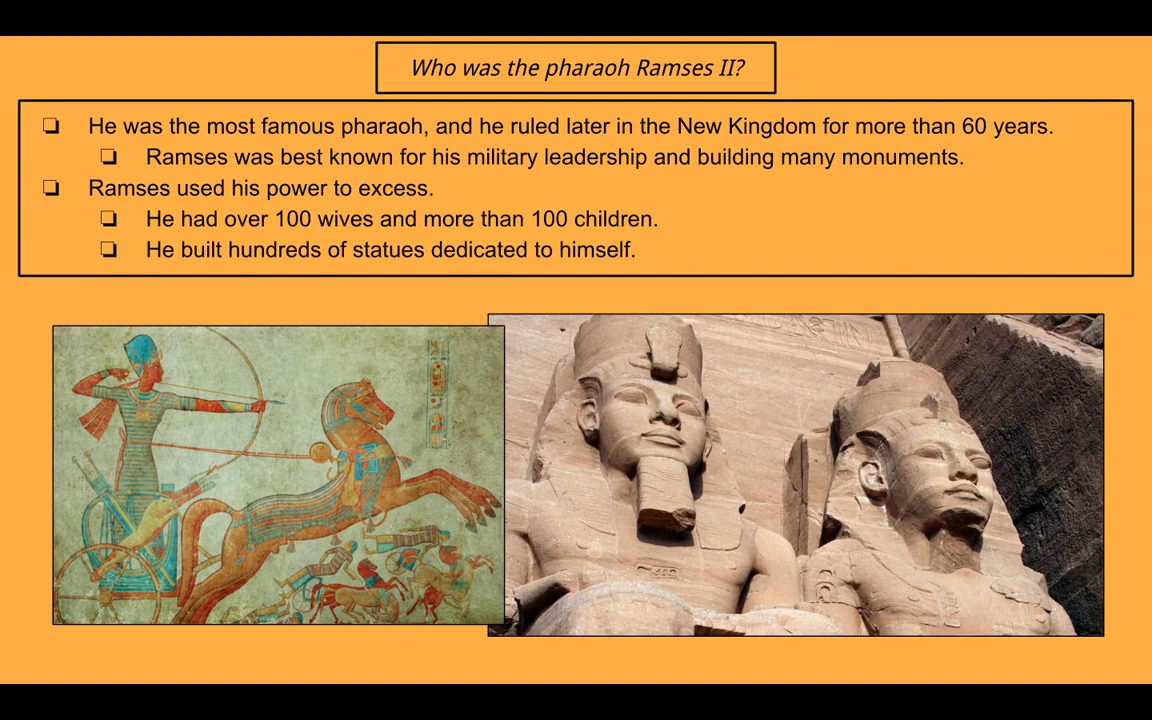 Who was the pharaoh Ramses II?
❏ He was the most famous pharaoh, and he ruled later in the New Kingdom for more than 60 years.
❏ Ramses was best known for his military leadership and building many monuments.
❏ Ramses used his power to excess.
❏ He had over 100 wives and more than 100 children.
❏ He built hundreds of statues dedicated to himself.